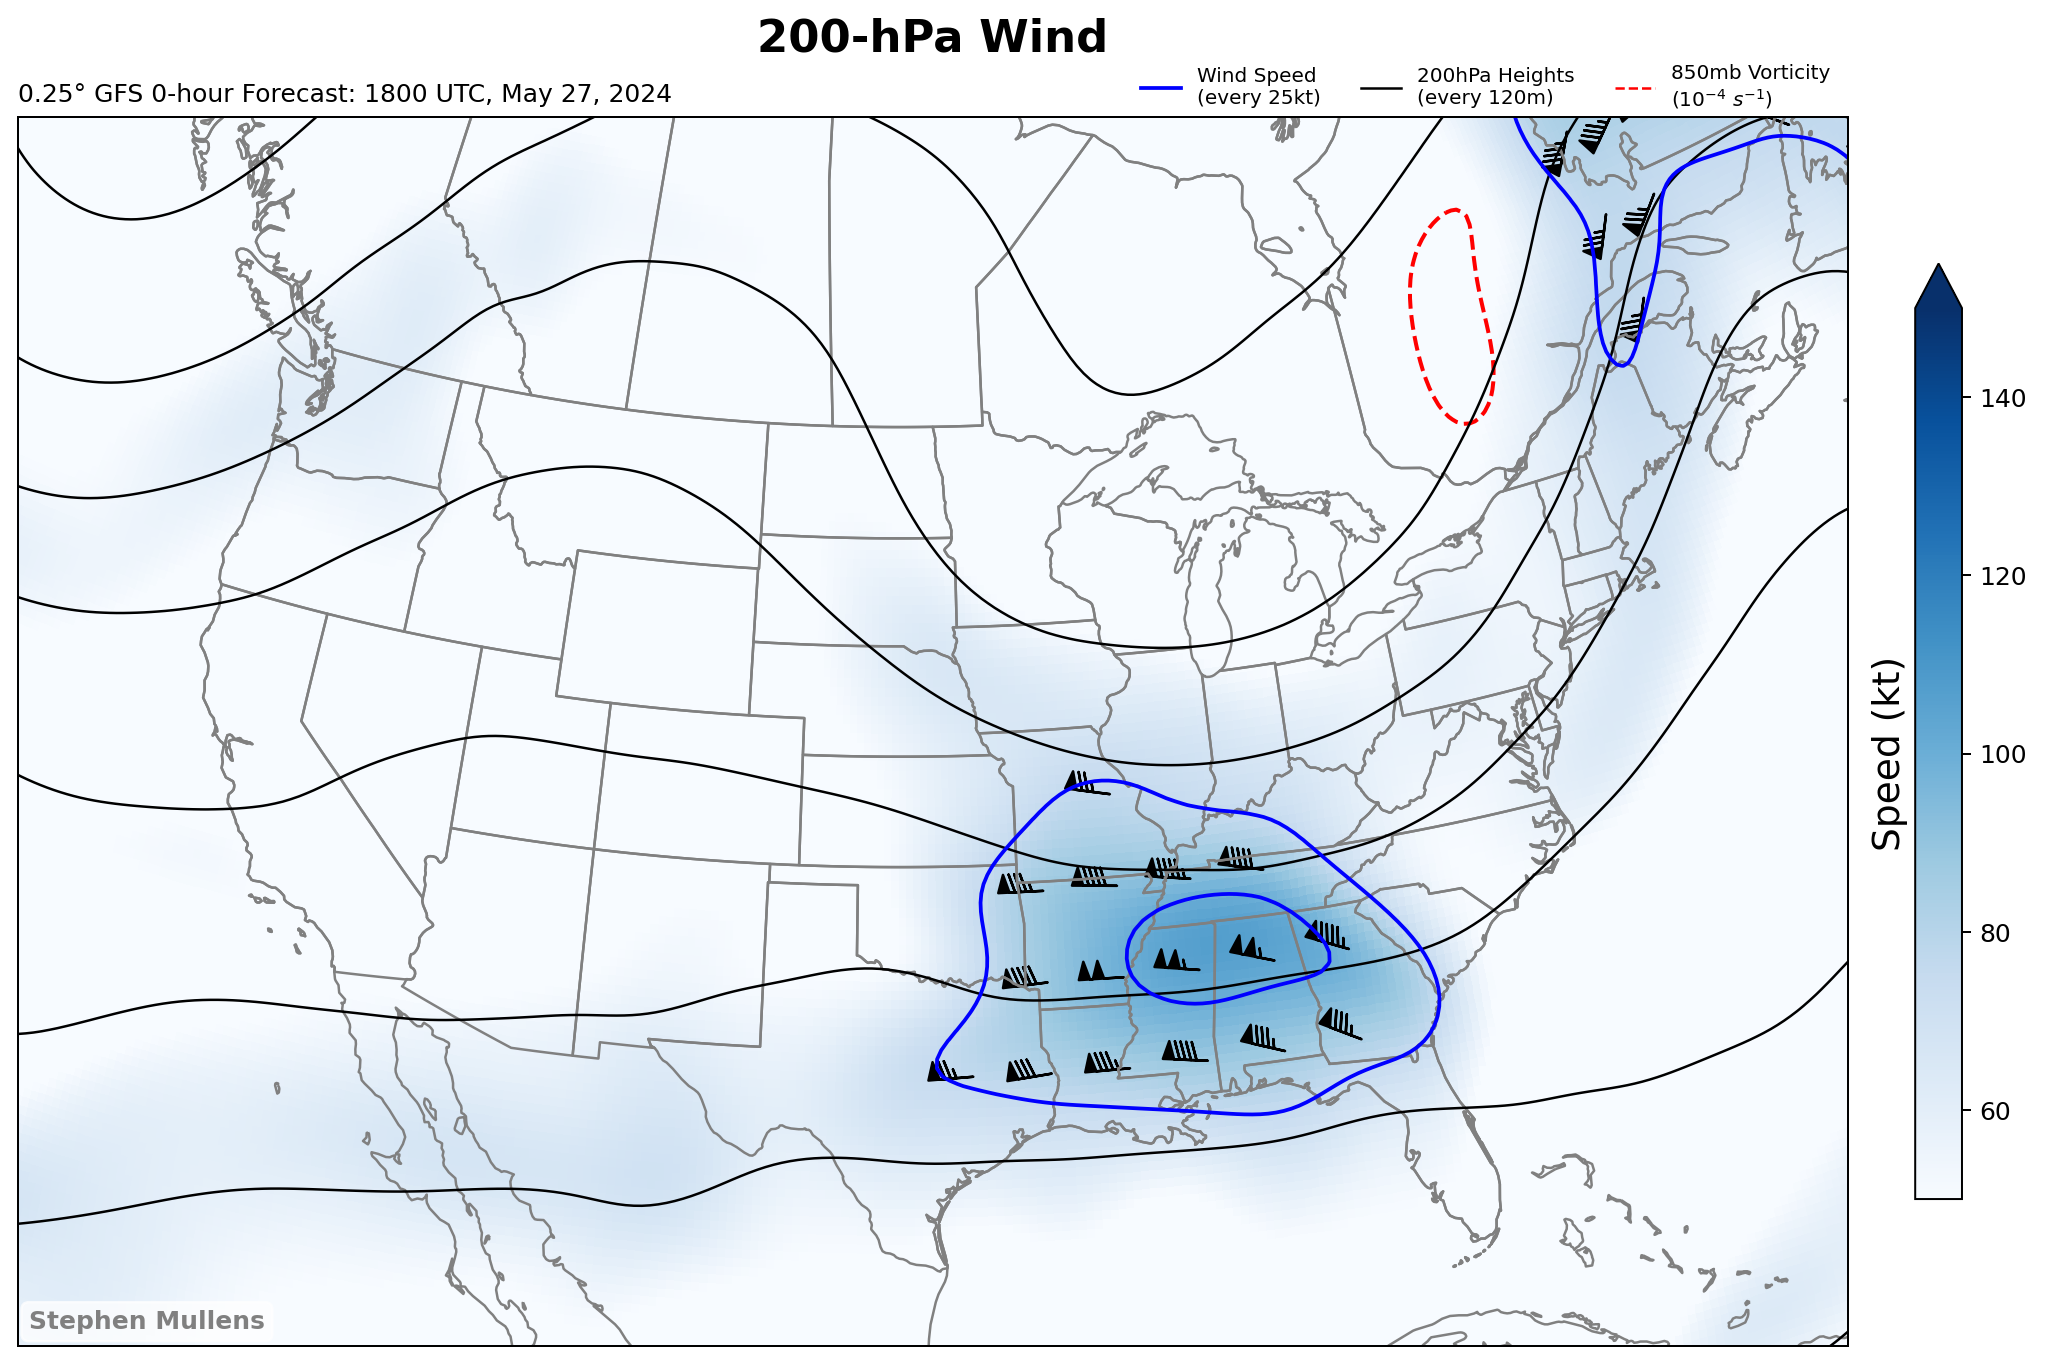 200-hPa Wind
0.25° GFS 0-hour Forecast: 1800 UTC, May 27, 2024
Wind Speed
(every 25kt)
200hPa Heights
(every 120m)
850mb Vorticity
(10⁻⁴ s⁻¹)
140
120
100
80
60
Speed (kt)
Stephen Mullens